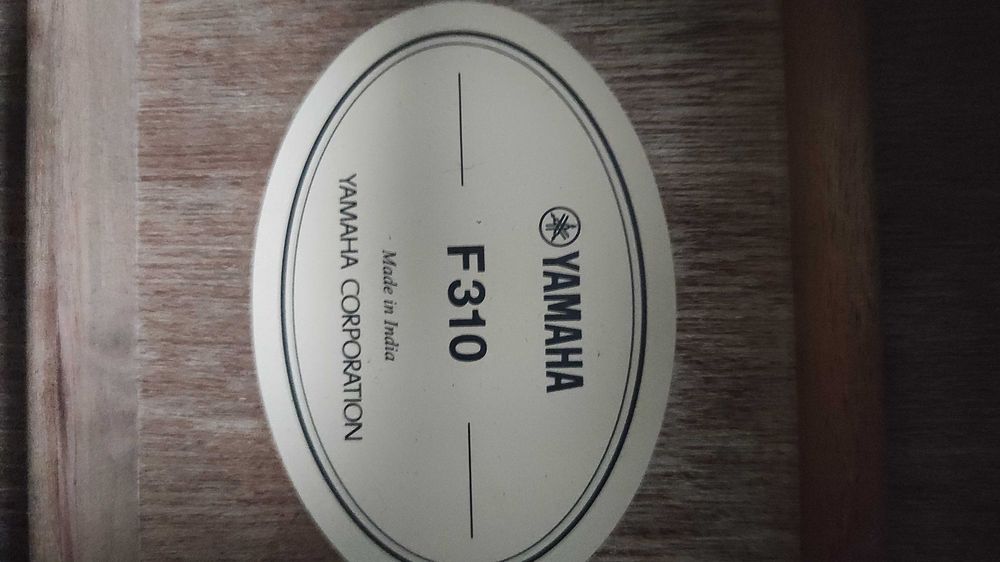 YAMAHA
F310
Made in India
YAMAHA CORPORATION